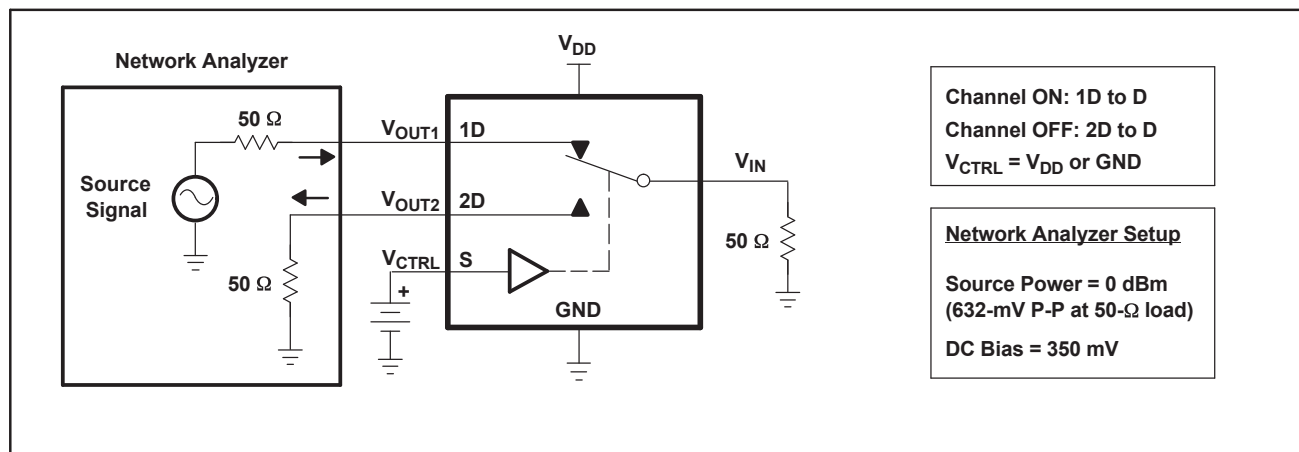 V_DD
Network Analyzer
50 Ω
V_OUT1 1D
Source
Signal
V_OUT2 2D
50 Ω
V_CTRL S
+
GND
V_IN
50 Ω
Channel ON: 1D to D
Channel OFF: 2D to D
V_CTRL = V_DD or GND
Network Analyzer Setup
Source Power = 0 dBm
(632-mV P-P at 50-Ω load)
DC Bias = 350 mV